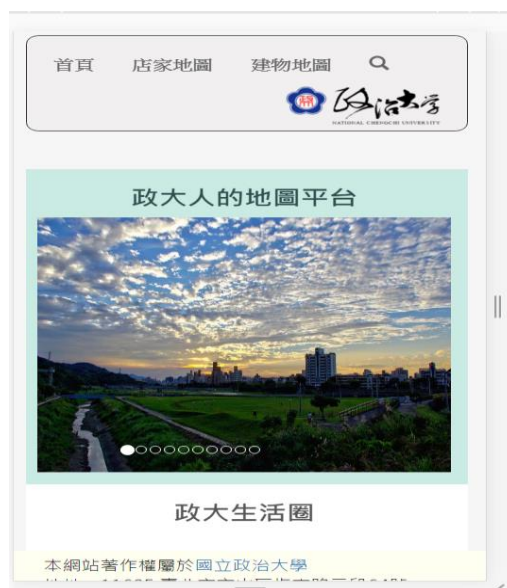 首頁 店家地圖 建物地圖
政治大學
NATIONAL CHENGCHI UNIVERSITY
政大人的地圖平台
政大生活圈
本網站著作權屬於國立政治大學